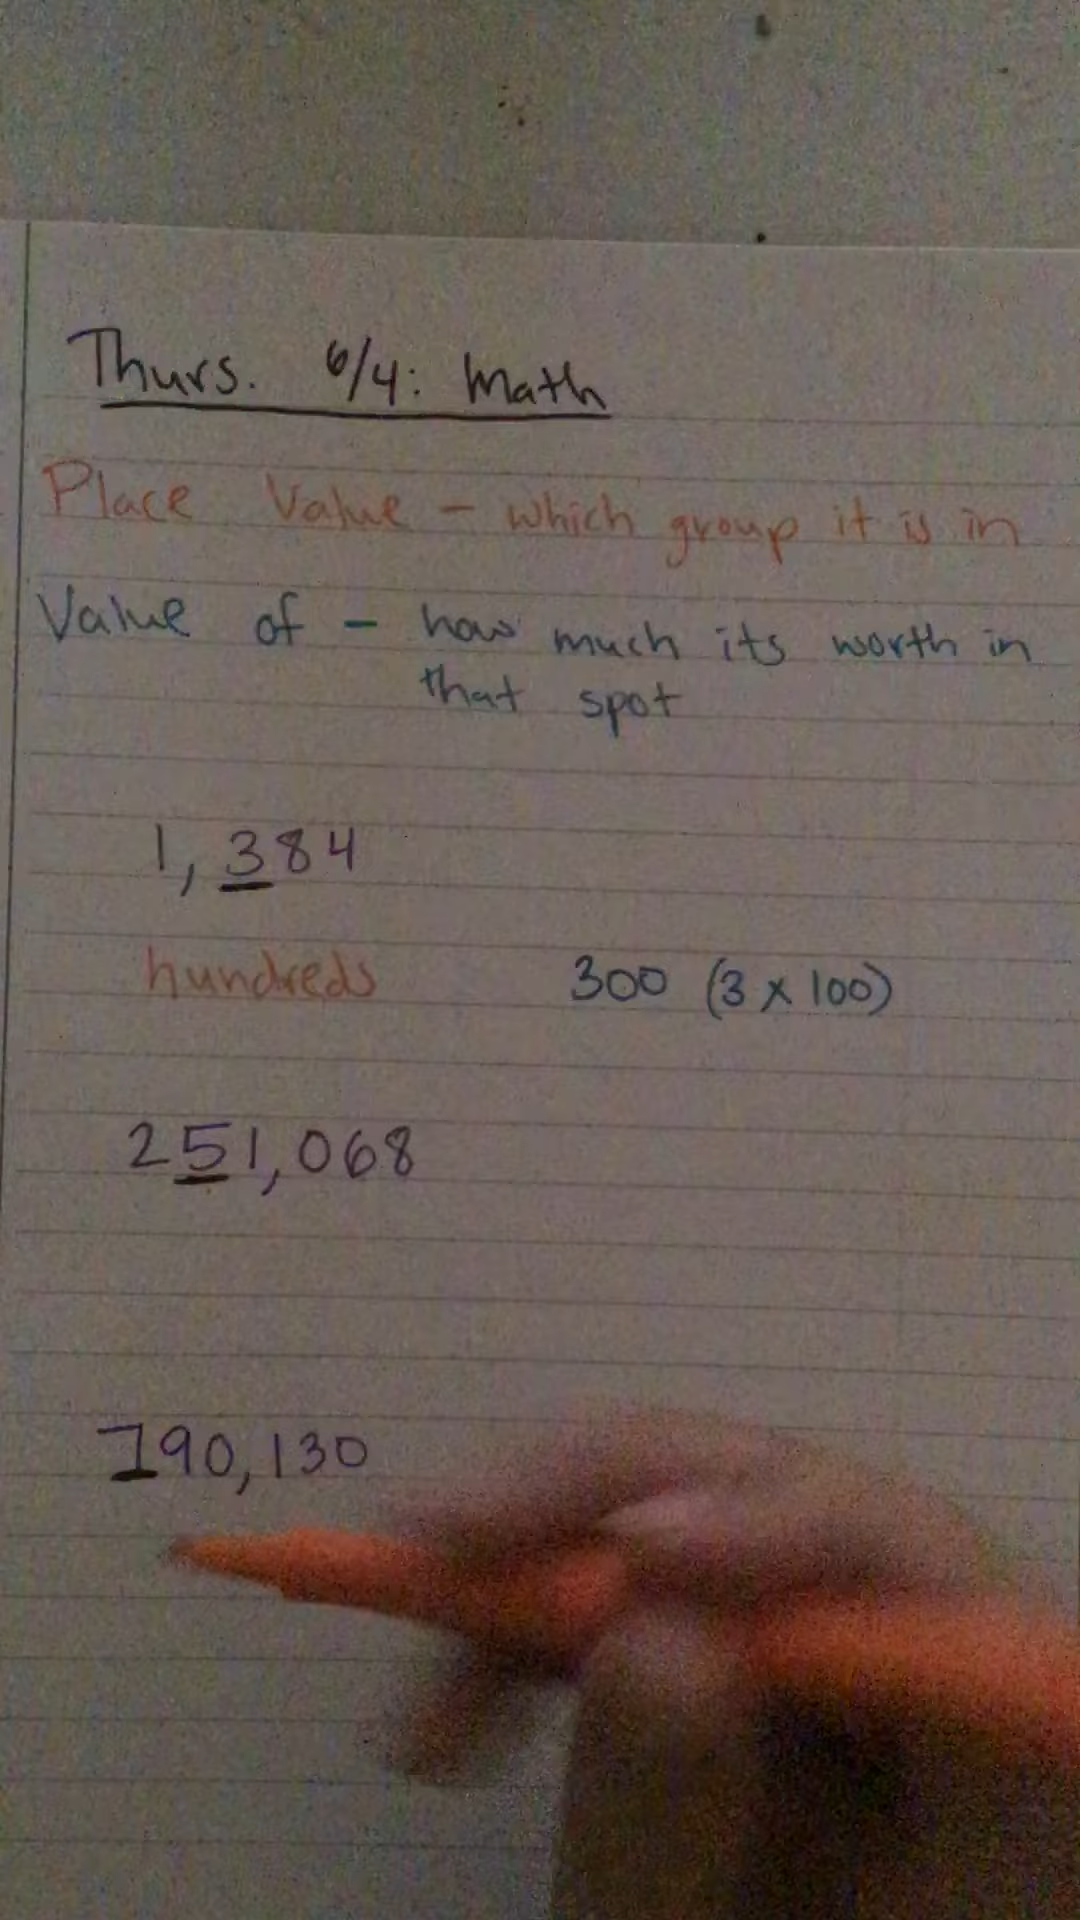 Thurs. 6/4: Math
Place Value - which group it is in
Value of - how much its worth in
that spot
1,384
hundreds 300 (3 x 100)
251,068
790,130